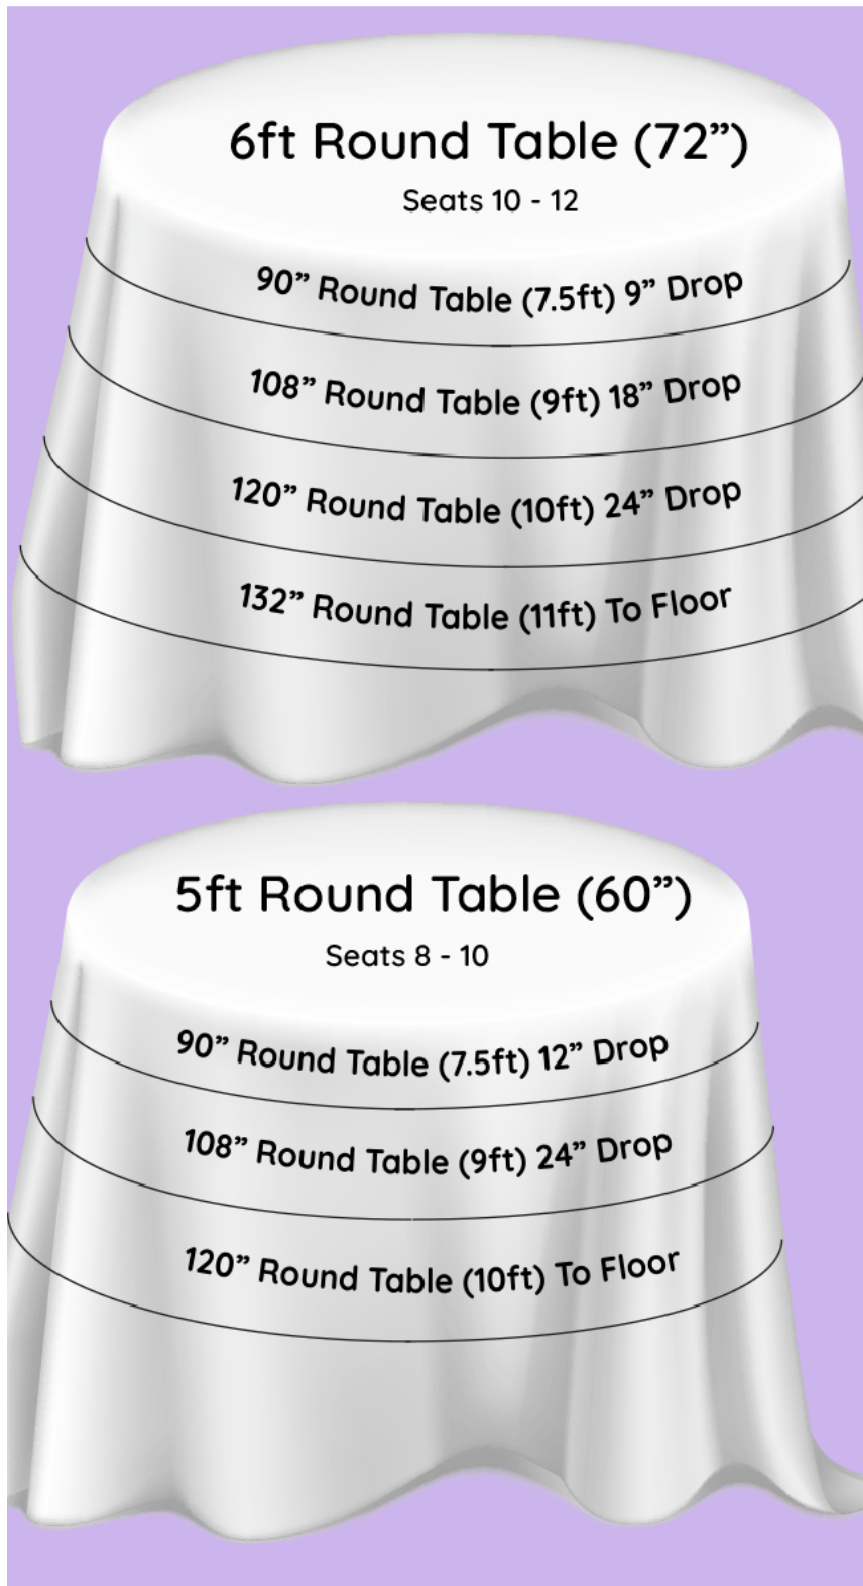 6ft Round Table (72”)
Seats 10 - 12
90” Round Table (7.5ft) 9” Drop
108” Round Table (9ft) 18” Drop
120” Round Table (10ft) 24” Drop
132” Round Table (11ft) To Floor
5ft Round Table (60”)
Seats 8 - 10
90” Round Table (7.5ft) 12” Drop
108” Round Table (9ft) 24” Drop
120” Round Table (10ft) To Floor